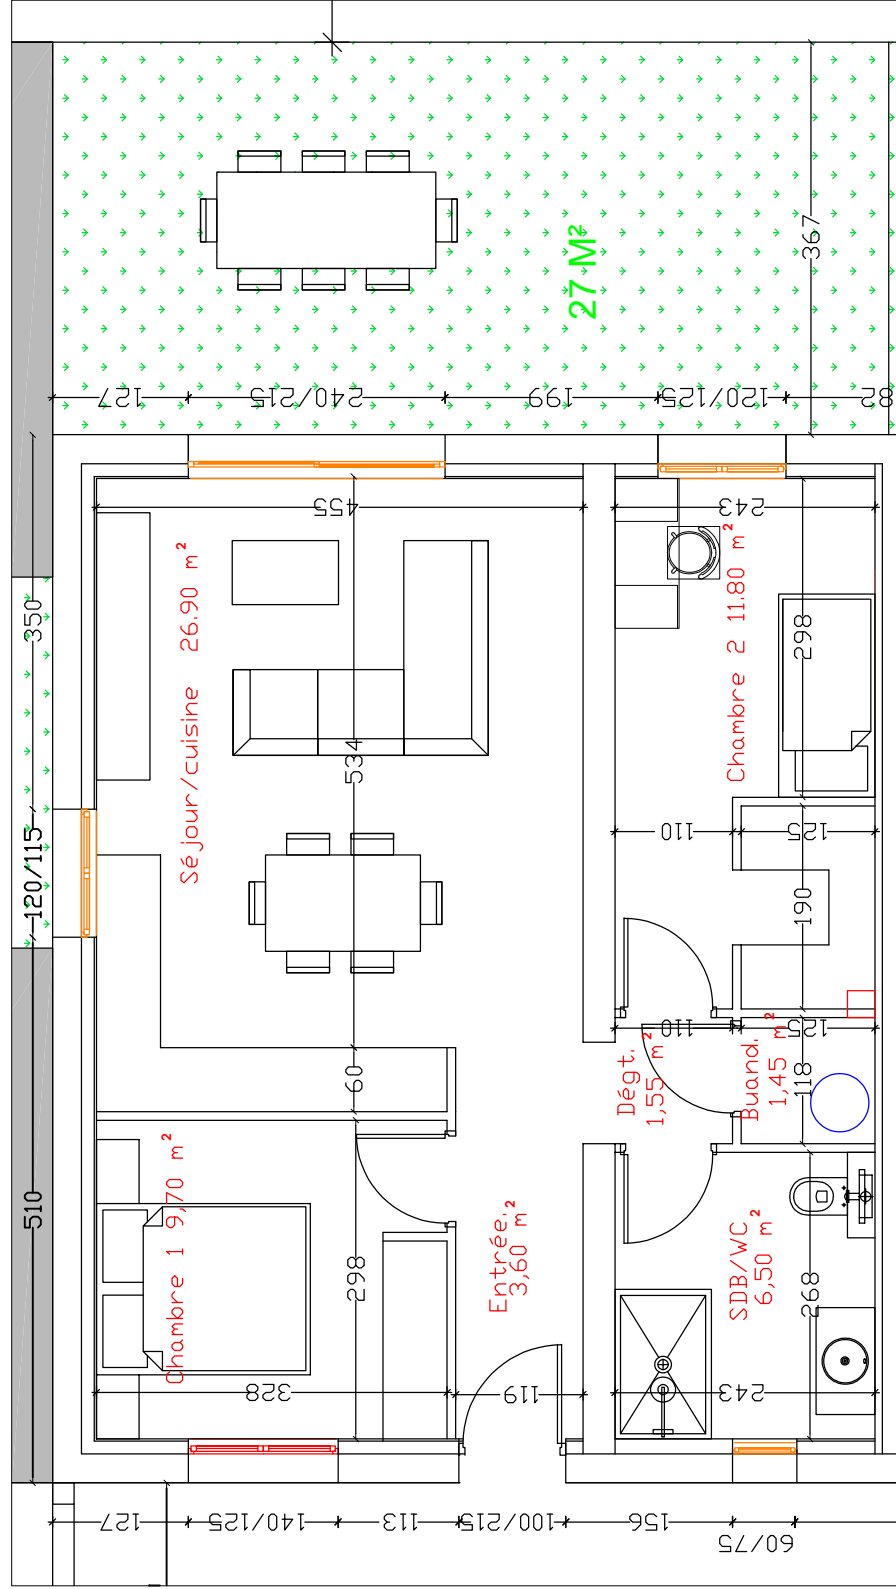 27 M²
367
127
240/215
199
120/125
82
455
243
350
Séjour/cuisine 26.90 m²
Chambre 2 11.80 m²
298
534
120/115
110
125
190
110
125
60
Dégt.
1,55 m²
Buand.
1,45 m²
118
510
Chambre 1 9,70 m²
298
Entrée.
3,60 m²
SDB/WC
6,50 m²
268
328
119
243
127
140/125
113
100/215
156
60/75